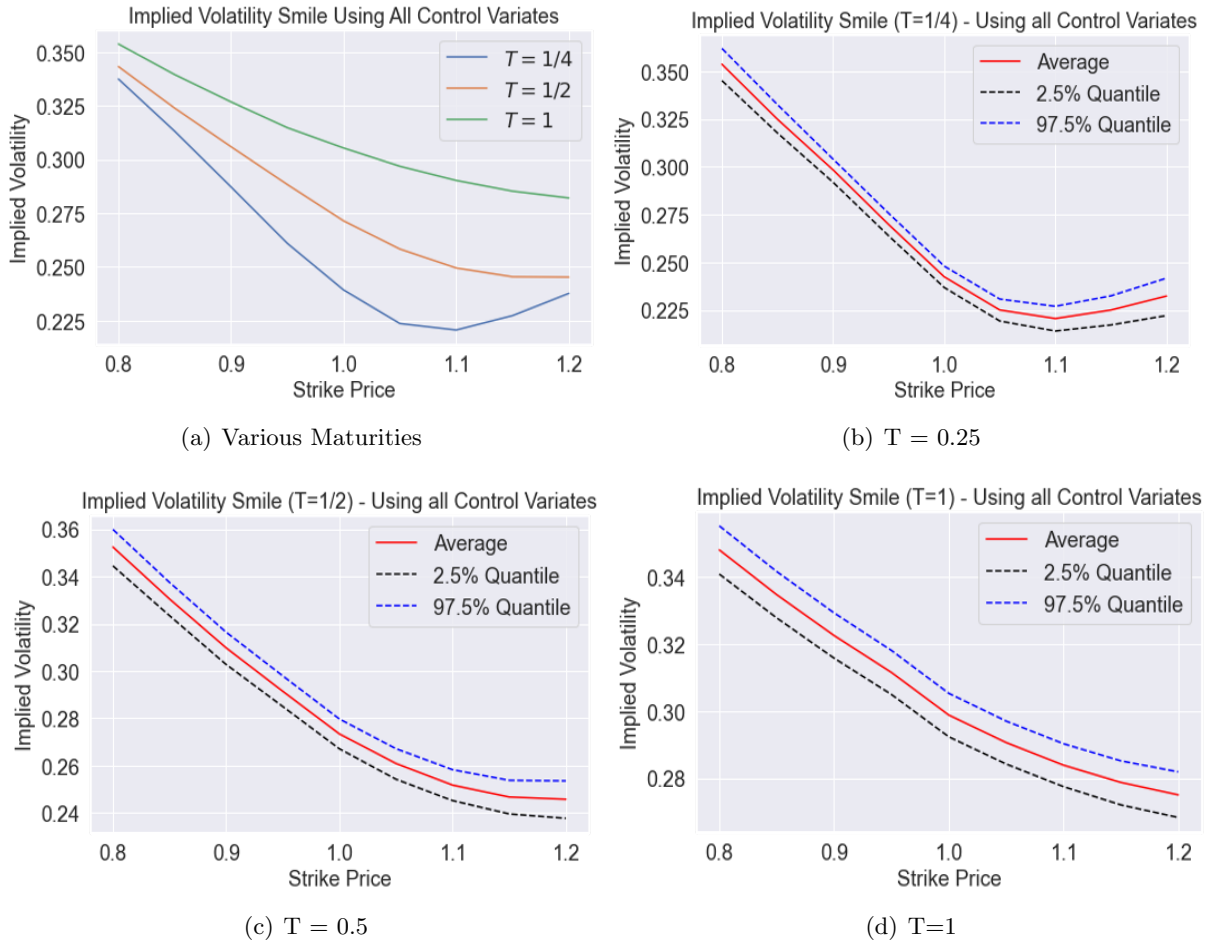 Implied Volatility Smile Using All Control Variates
0.350
0.325
0.300
0.275
0.250
0.225
Implied Volatility
T = 1/4
T = 1/2
T = 1
0.8 0.9 1.0 1.1 1.2
Strike Price
(a) Various Maturities
Implied Volatility Smile (T=1/4) - Using all Control Variates
0.350
0.325
0.300
0.275
0.250
0.225
Implied Volatility
Average
2.5% Quantile
97.5% Quantile
0.8 0.9 1.0 1.1 1.2
Strike Price
(b) T = 0.25
Implied Volatility Smile (T=1/2) - Using all Control Variates
0.36
0.34
0.32
0.30
0.28
0.26
0.24
Implied Volatility
Average
2.5% Quantile
97.5% Quantile
0.8 0.9 1.0 1.1 1.2
Strike Price
(c) T = 0.5
Implied Volatility Smile (T=1) - Using all Control Variates
0.34
0.32
0.30
0.28
Implied Volatility
Average
2.5% Quantile
97.5% Quantile
0.8 0.9 1.0 1.1 1.2
Strike Price
(d) T=1